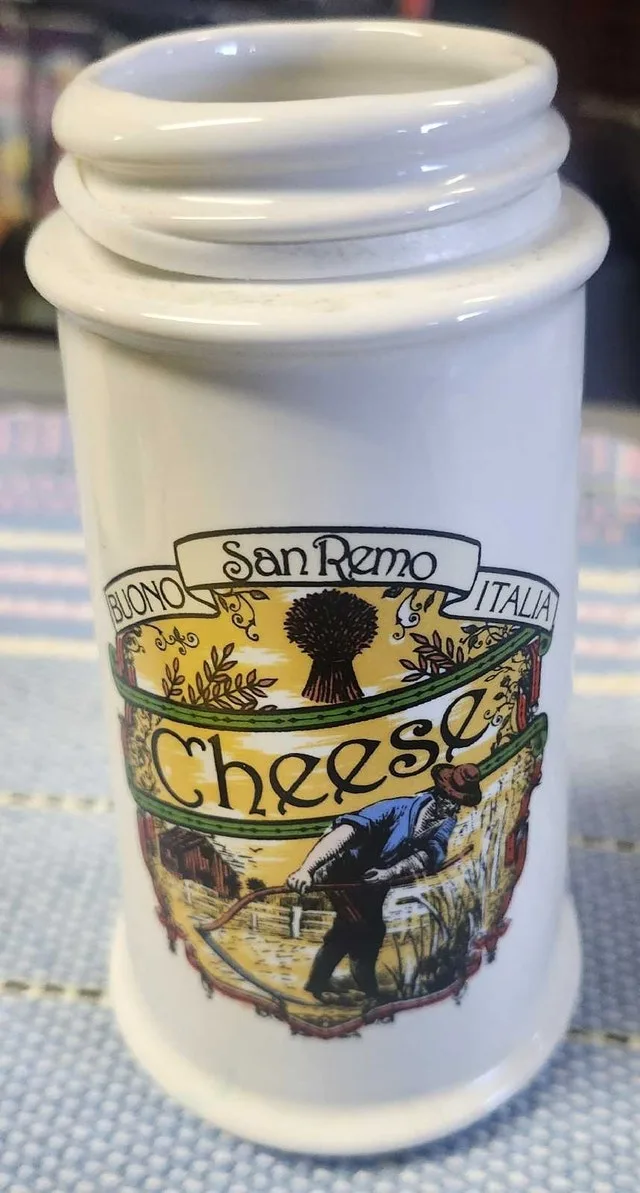 San Remo
BUONO ITALIA
Cheese